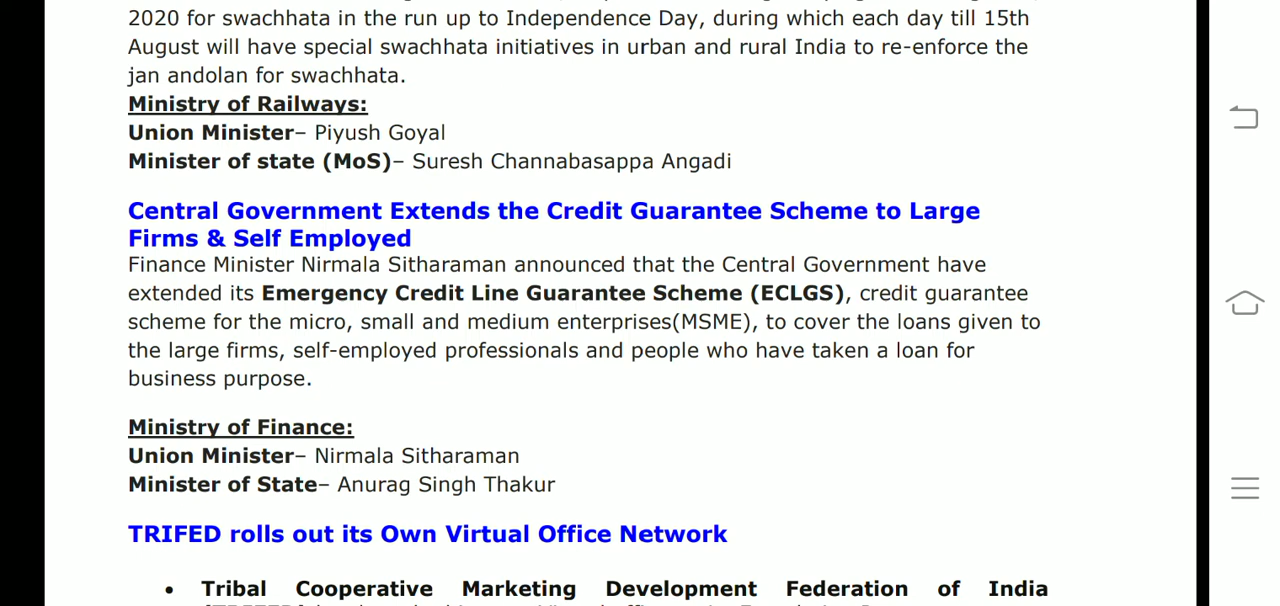 2020 for swachhata in the run up to Independence Day, during which each day till 15th
August will have special swachhata initiatives in urban and rural India to re-enforce the
jan andolan for swachhata.
Ministry of Railways:
Union Minister– Piyush Goyal
Minister of state (MoS)– Suresh Channabasappa Angadi
Central Government Extends the Credit Guarantee Scheme to Large
Firms & Self Employed
Finance Minister Nirmala Sitharaman announced that the Central Government have
extended its Emergency Credit Line Guarantee Scheme (ECLGS), credit guarantee
scheme for the micro, small and medium enterprises(MSME), to cover the loans given to
the large firms, self-employed professionals and people who have taken a loan for
business purpose.
Ministry of Finance:
Union Minister– Nirmala Sitharaman
Minister of State– Anurag Singh Thakur
TRIFED rolls out its Own Virtual Office Network
• Tribal Cooperative Marketing Development Federation of India